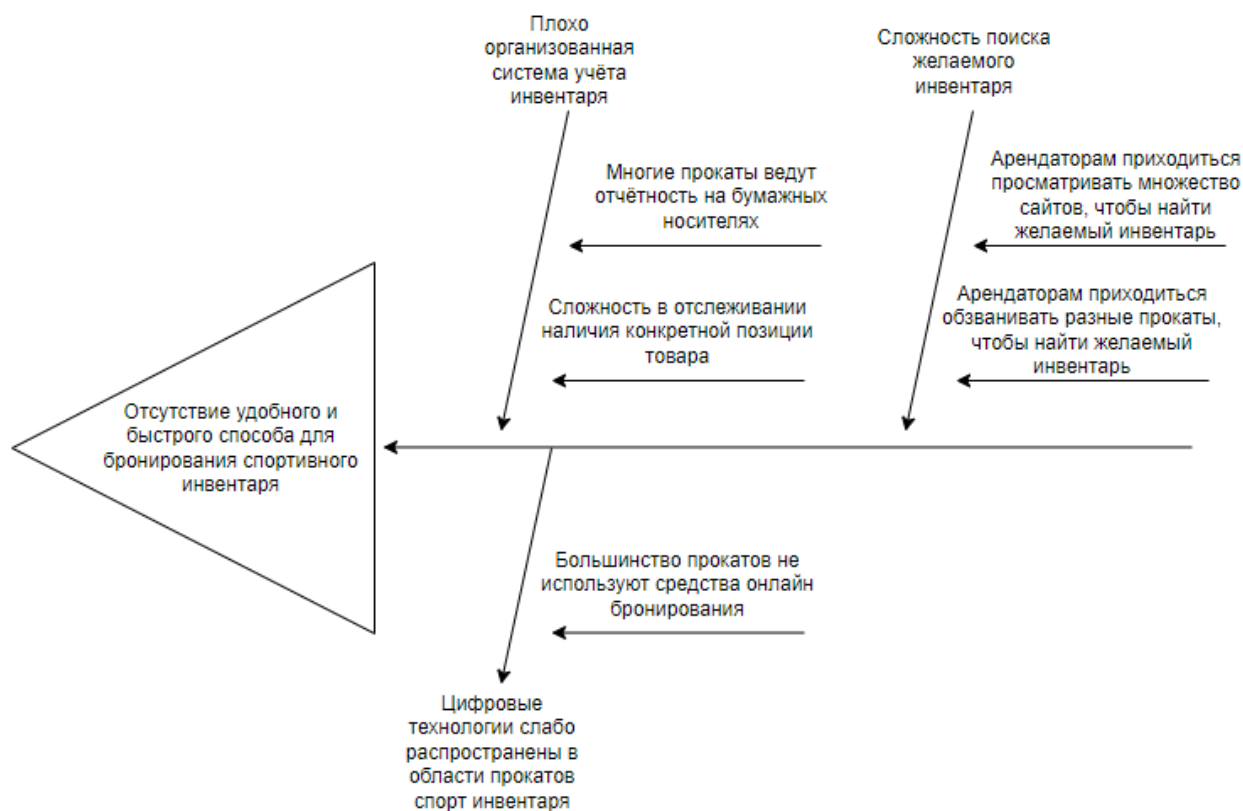 Плохо
организованная
система учёта
инвентаря
Сложность поиска
желаемого
инвентаря
Многие прокаты ведут
отчётность на бумажных
носителях
Арендаторам приходиться
просматривать множество
сайтов, чтобы найти
желаемый инвентарь
Сложность в отслеживании
наличия конкретной позиции
товара
Арендаторам приходиться
обзванивать разные прокаты,
чтобы найти желаемый
инвентарь
Отсутствие удобного и
быстрого способа для
бронирования спортивного
инвентаря
Большинство прокатов не
используют средства онлайн
бронирования
Цифровые
технологии слабо
распространены в
области прокатов
спорт инвентаря